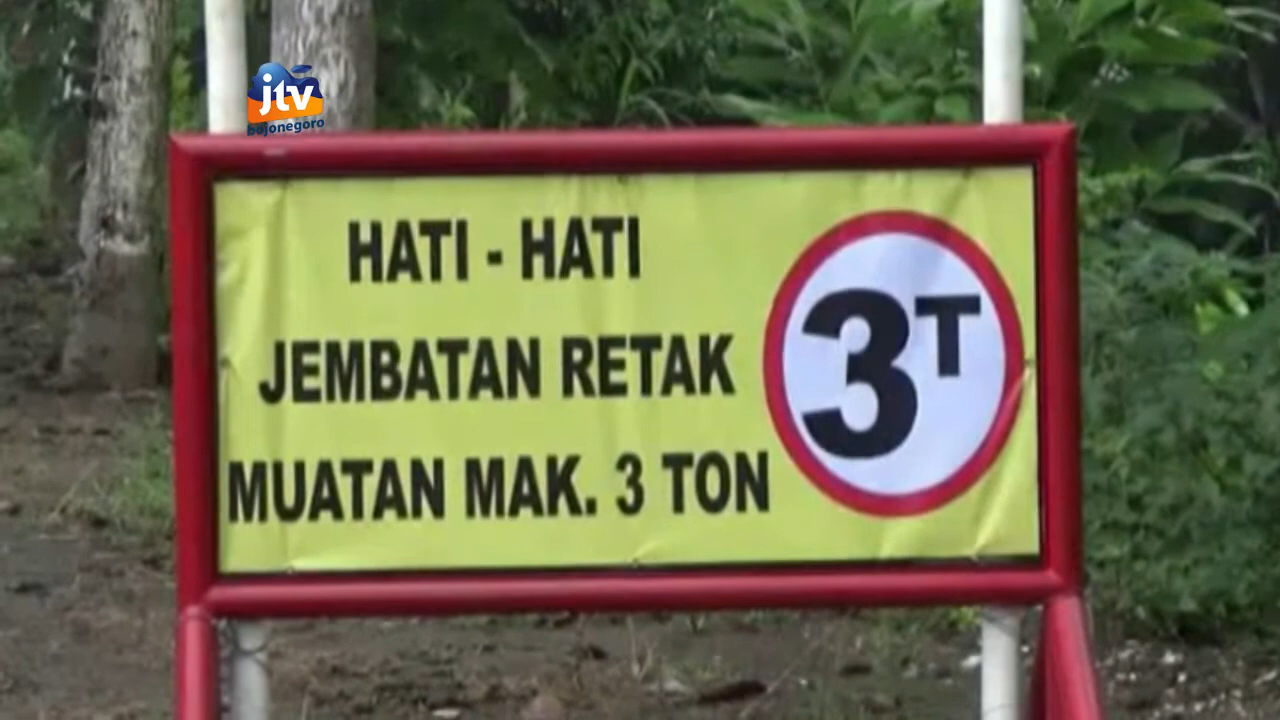 jtv
bojonegoro
HATI - HATI
JEMBATAN RETAK
MUATAN MAK. 3 TON
3T